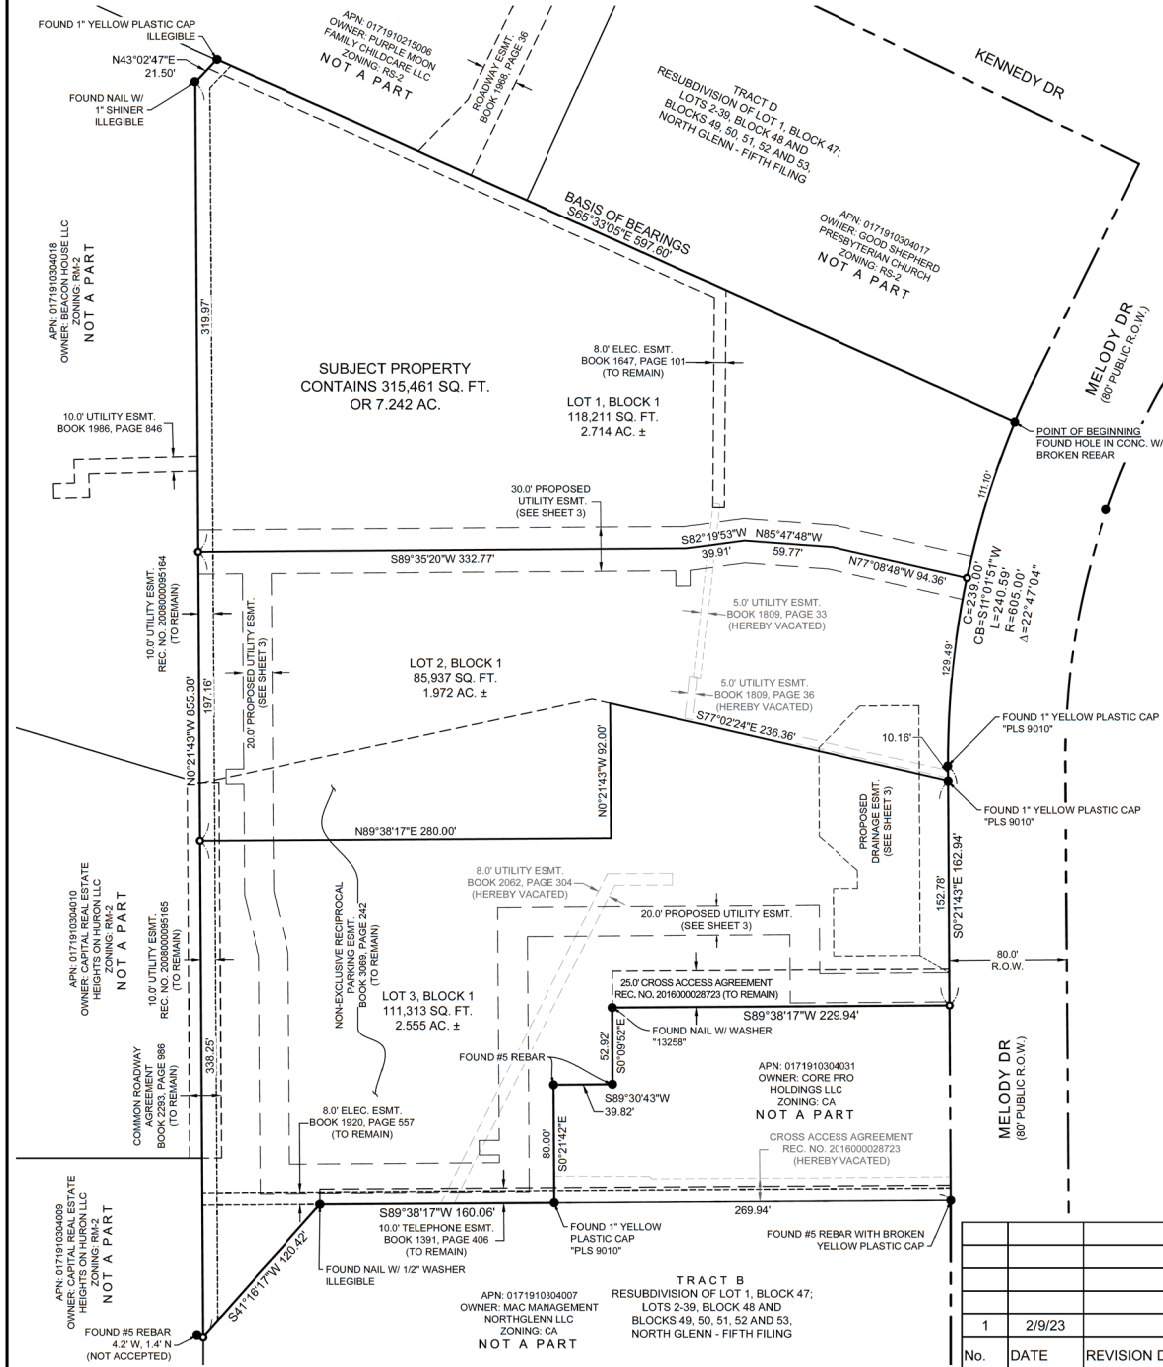 FOUND 1" YELLOW PLASTIC CAP
ILLEGIBLE
N43°02'47"E
21.50'
FOUND NAIL W/
1" SHINER
ILLEGIBLE
APN: 0171910215006
OWNER: PURPLE MOON
FAMILY CHILDCARE LLC
ZONING: RS-2
NOT A PART
ROADWAY ESMT.
BOOK 1968, PAGE 36
TRACT D
RESUBDIVISION OF LOT 1, BLOCK 47;
LOTS 2-39, BLOCK 48 AND
BLOCKS 49, 50, 51, 52 AND 53,
NORTH GLENN - FIFTH FILING
KENNEDY DR
BASIS OF BEARINGS
S65°33'05"E 597.60'
APN: 0171910304017
OWNER: GOOD SHEPHERD
PRESBYTERIAN CHURCH
ZONING: RS-2
NOT A PART
MELODY DR
(80' PUBLIC R.O.W.)
APN: 0171910304018
OWNER: BEACON HOUSE LLC
ZONING: RM-2
NOT A PART
319.97'
SUBJECT PROPERTY
CONTAINS 315,461 SQ. FT.
OR 7.242 AC.
8.0' ELEC. ESMT.
BOOK 1647, PAGE 101
(TO REMAIN)
LOT 1, BLOCK 1
118,211 SQ. FT.
2.714 AC. ±
10.0' UTILITY ESMT.
BOOK 1986, PAGE 846
POINT OF BEGINNING
FOUND HOLE IN CONC. W/
BROKEN REBAR
111.10'
30.0' PROPOSED
UTILITY ESMT.
(SEE SHEET 3)
S89°35'20"W 332.77'
S82°19'53"W
39.91'
N85°47'48"W
59.77'
N77°08'48"W 94.36'
C=239.00'
CB=S11°01'51"W
L=240.59'
R=605.00'
Δ=22°47'04"
10.0' UTILITY ESMT.
REC. NO. 2008000095164
(TO REMAIN)
20.0' PROPOSED UTILITY ESMT.
(SEE SHEET 3)
5.0' UTILITY ESMT.
BOOK 1809, PAGE 33
(HEREBY VACATED)
129.49'
LOT 2, BLOCK 1
85,937 SQ. FT.
1.972 AC. ±
5.0' UTILITY ESMT.
BOOK 1809, PAGE 36
(HEREBY VACATED)
N0°21'43"W
197.16'
S77°02'24"E 236.36'
10.16'
FOUND 1" YELLOW PLASTIC CAP
"PLS 9010"
N0°21'43"W 92.00'
FOUND 1" YELLOW PLASTIC CAP
"PLS 9010"
N89°38'17"E 280.00'
PROPOSED
DRAINAGE ESMT.
(SEE SHEET 3)
152.78'
S0°21'43"E 162.94'
8.0' UTILITY ESMT.
BOOK 2062, PAGE 304
(HEREBY VACATED)
20.0' PROPOSED UTILITY ESMT.
(SEE SHEET 3)
80.0'
R.O.W.
APN: 0171910304010
OWNER: CAPITAL REAL ESTATE
HEIGHTS ON HURON LLC
ZONING: RM-2
NOT A PART
10.0' UTILITY ESMT.
REC. NO. 2008000095165
(TO REMAIN)
NON-EXCLUSIVE RECIPROCAL
PARKING ESMT.
BOOK 3069, PAGE 242
(TO REMAIN)
LOT 3, BLOCK 1
111,313 SQ. FT.
2.555 AC. ±
25.0' CROSS ACCESS AGREEMENT
REC. NO. 2016000028723 (TO REMAIN)
S89°38'17"W 229.94'
FOUND NAIL W/ WASHER
"13258"
52.92'
S0°09'52"E
FOUND #5 REBAR
S89°30'43"W
39.82'
APN: 0171910304031
OWNER: CORE FRO
HOLDINGS LLC
ZONING: CA
NOT A PART
MELODY DR
(80' PUBLIC R.O.W.)
338.25'
COMMON ROADWAY
AGREEMENT
BOOK 2293, PAGE 986
(TO REMAIN)
8.0' ELEC. ESMT.
BOOK 1920, PAGE 557
(TO REMAIN)
80.00'
S0°21'42"E
CROSS ACCESS AGREEMENT
REC. NO. 2016000028723
(HEREBY VACATED)
S89°38'17"W 160.06'
269.94'
10.0' TELEPHONE ESMT.
BOOK 1391, PAGE 406
(TO REMAIN)
FOUND 1" YELLOW
PLASTIC CAP
"PLS 9010"
FOUND #5 REBAR WITH BROKEN
YELLOW PLASTIC CAP
APN: 0171910304009
OWNER: CAPITAL REAL ESTATE
HEIGHTS ON HURON LLC
ZONING: RM-2
NOT A PART
S41°16'17"W 120.42'
FOUND NAIL W/ 1/2" WASHER
ILLEGIBLE
FOUND #5 REBAR
4.2' W, 1.4' N
(NOT ACCEPTED)
APN: 0171910304007
OWNER: MAC MANAGEMENT
NORTHGLENN LLC
ZONING: CA
NOT A PART
TRACT B
RESUBDIVISION OF LOT 1, BLOCK 47;
LOTS 2-39, BLOCK 48 AND
BLOCKS 49, 50, 51, 52 AND 53,
NORTH GLENN - FIFTH FILING
1 2/9/23
No. DATE REVISION D